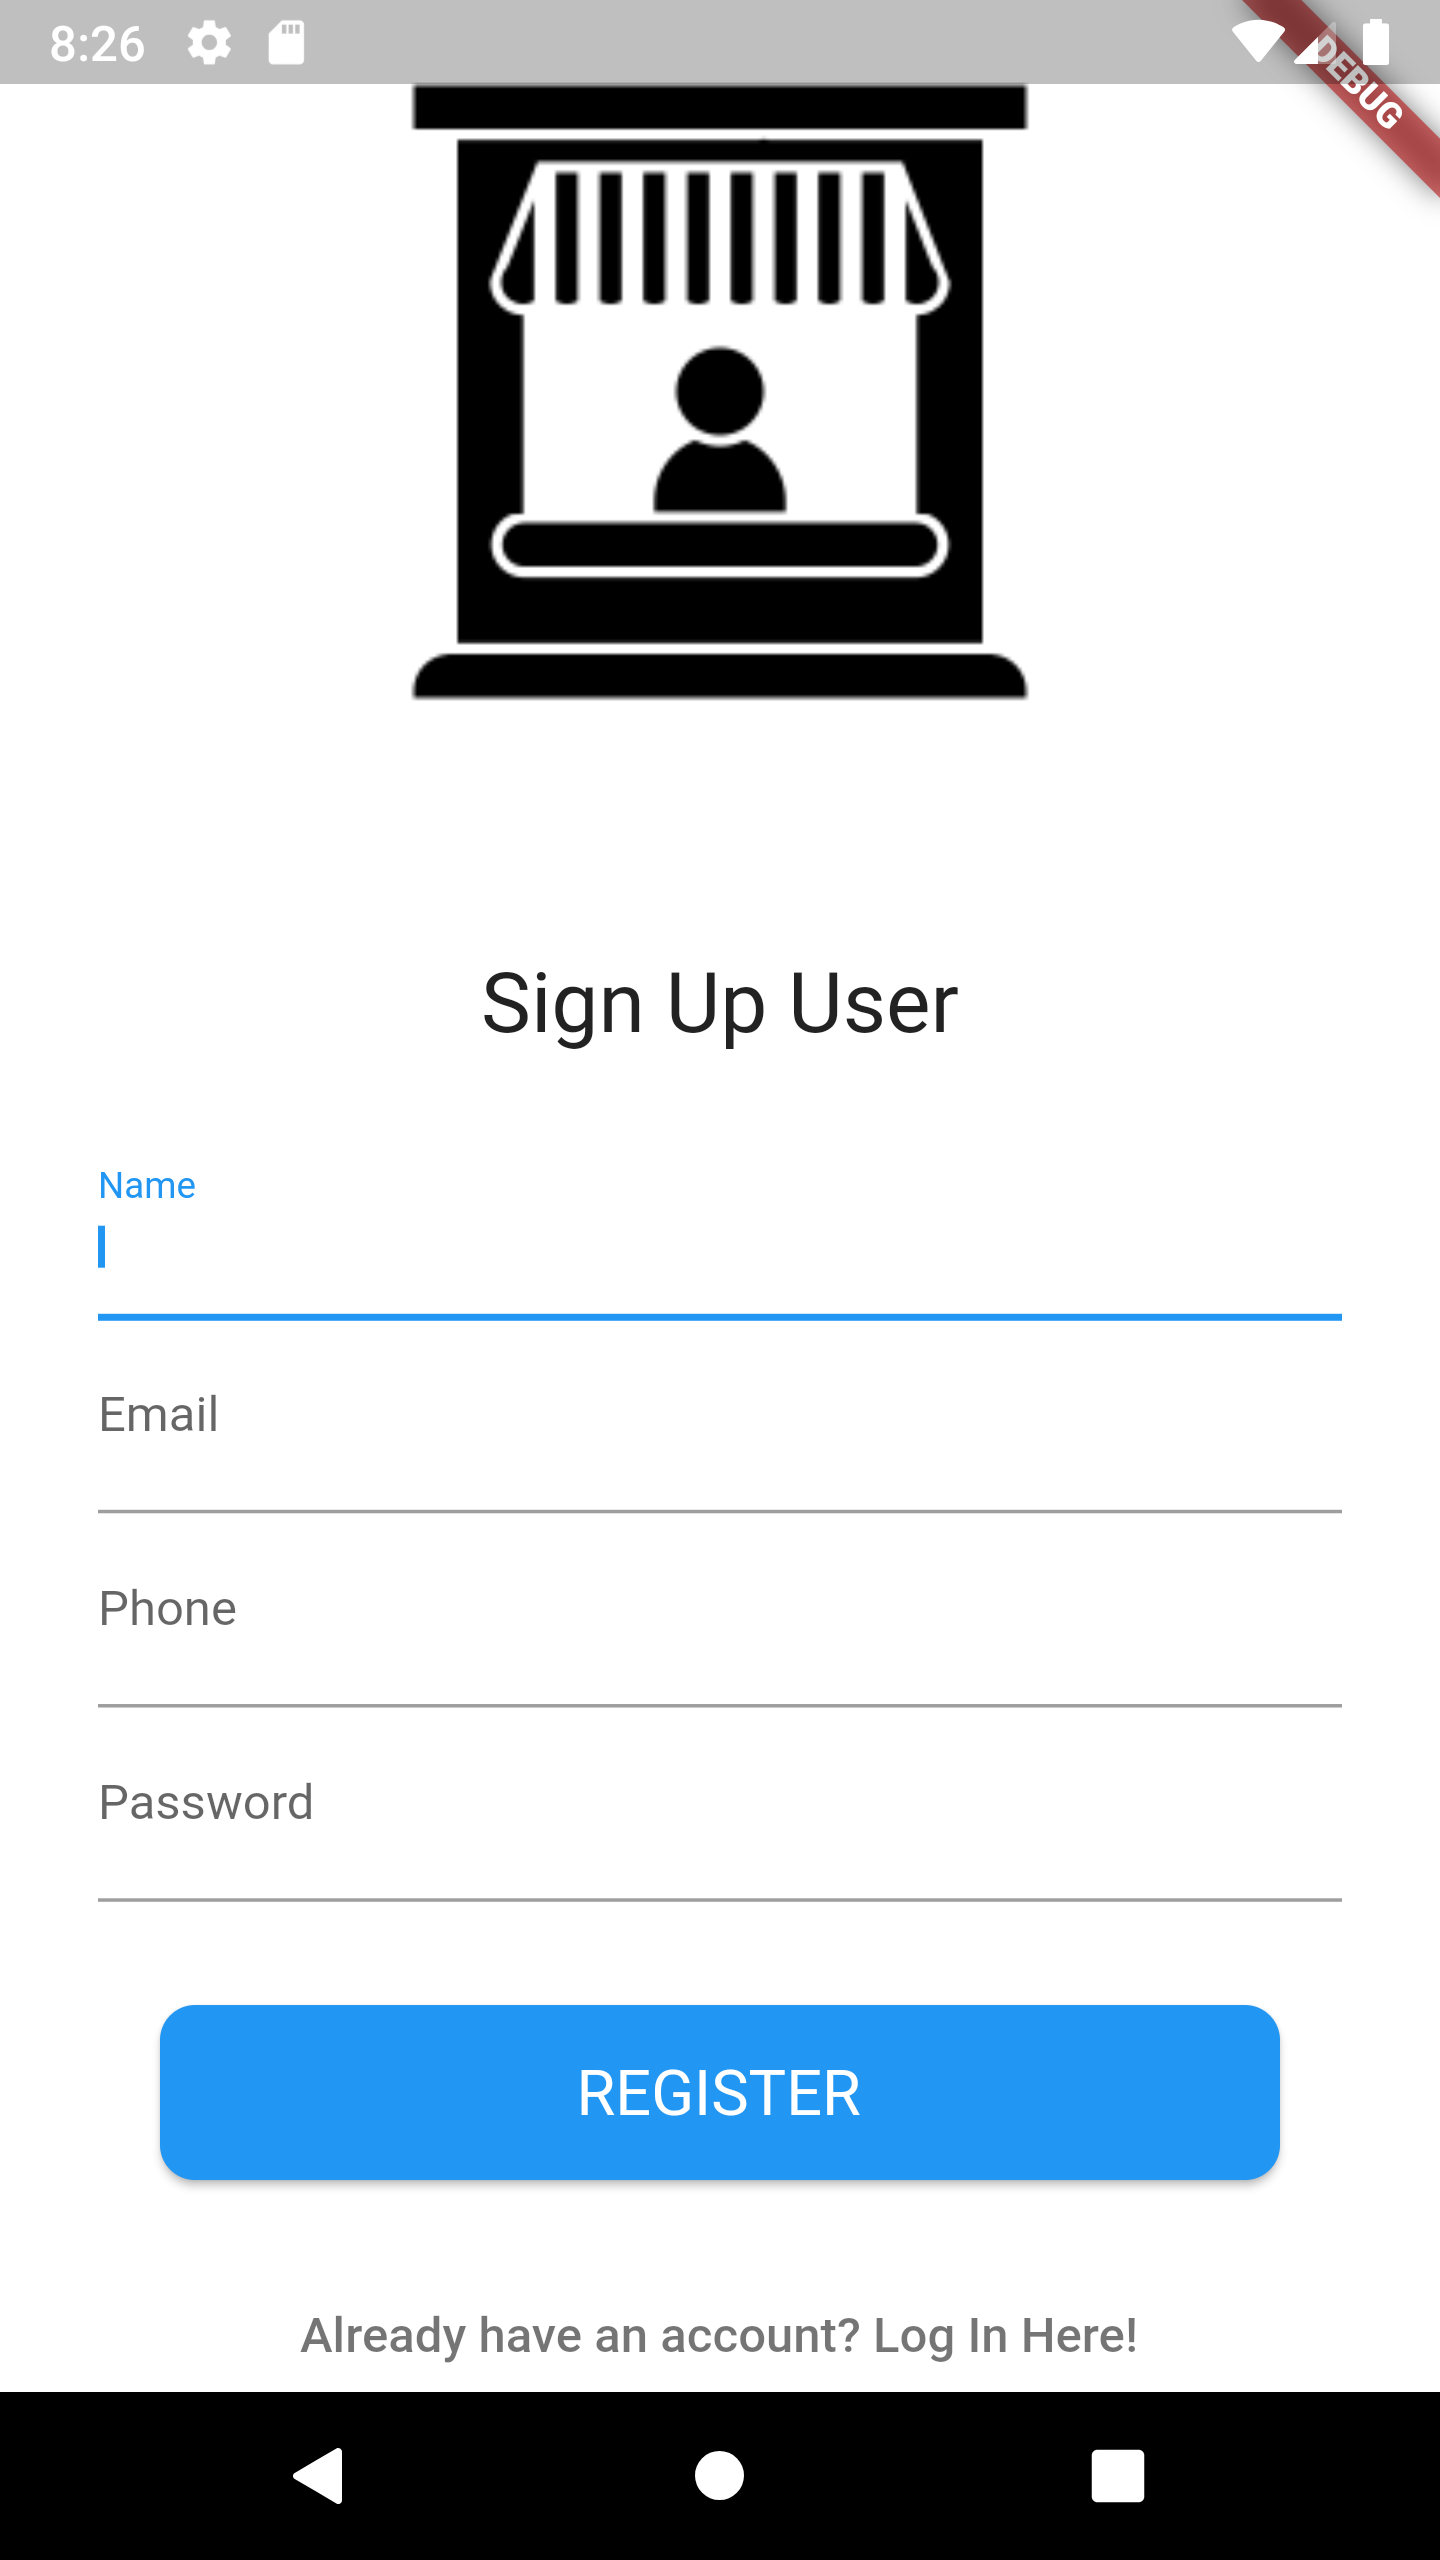 8:26
DEBUG
Sign Up User
Name
Email
Phone
Password
REGISTER
Already have an account? Log In Here!